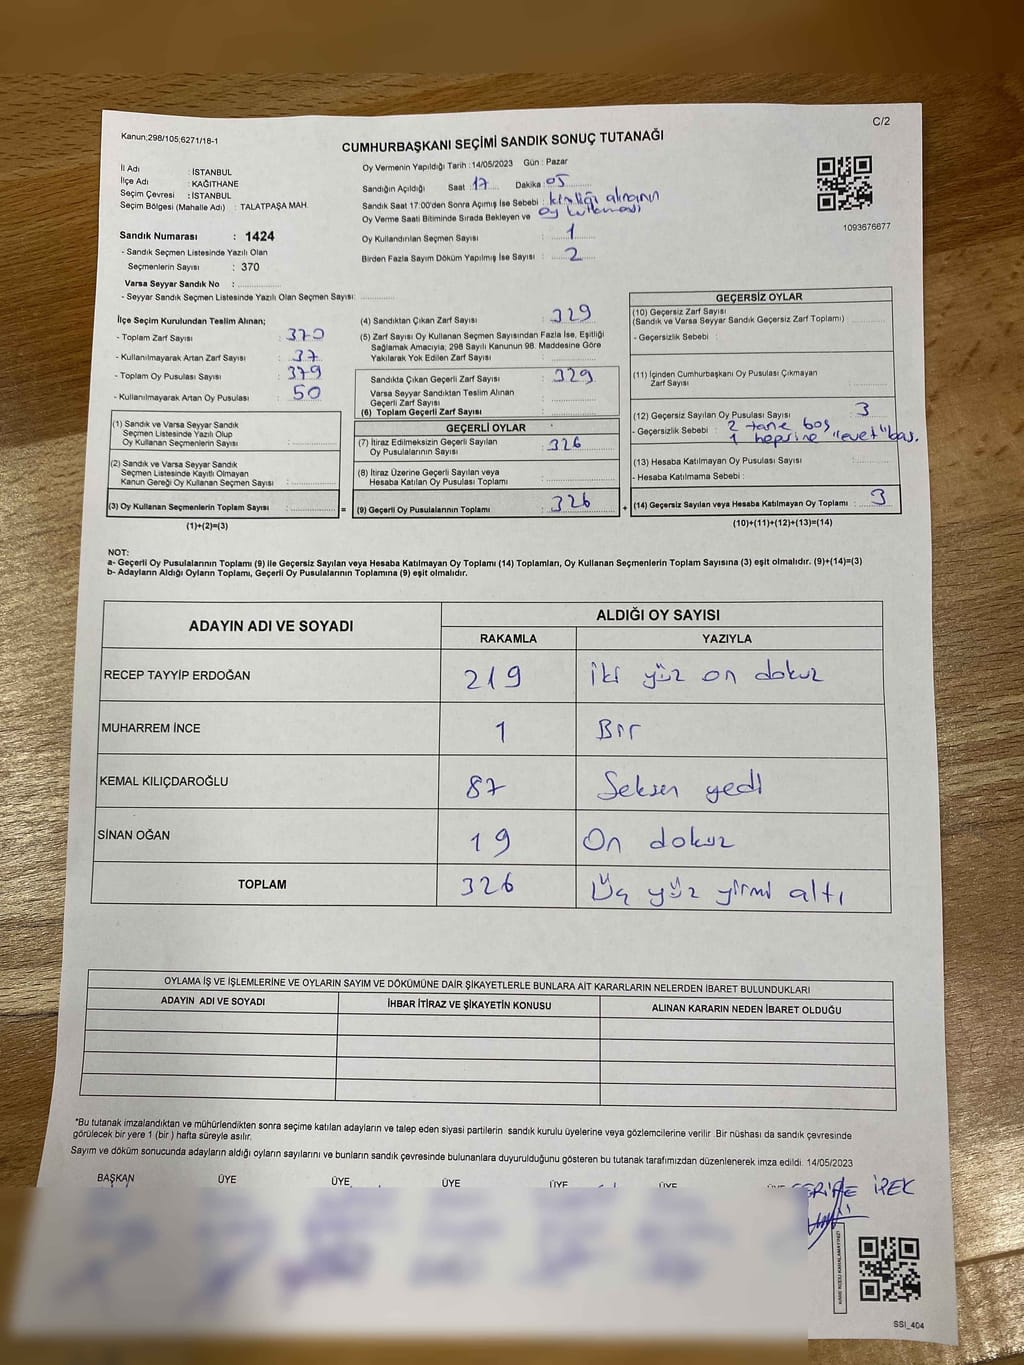 Kanun;298/105;6271/18-1
C/2
CUMHURBAŞKANI SEÇİMİ SANDIK SONUÇ TUTANAĞI
İl Adı : İSTANBUL
İlçe Adı : KAĞITHANE
Seçim Çevresi : İSTANBUL
Seçim Bölgesi (Mahalle Adı) : TALATPAŞA MAH.
Sandık Numarası : 1424
- Sandık Seçmen Listesinde Yazılı Olan
Seçmenlerin Sayısı : 370
Varsa Seyyar Sandık No :
- Seyyar Sandık Seçmen Listesinde Yazılı Olan Seçmen Sayısı:
Oy Vermenin Yapıldığı Tarih :14/05/2023 Gün : Pazar
Sandığın Açıldığı Saat 17 Dakika : 05
Sandık Saat 17:00'den Sonra Açımış İse Sebebi : kimliği alınanın
Oy Verme Saati Bitiminde Sırada Bekleyen ve oy kullanması
Oy Kullandırılan Seçmen Sayısı : 1
Birden Fazla Sayım Döküm Yapılmış İse Sayısı : 2
1093676677
İlçe Seçim Kurulundan Teslim Alınan;
- Toplam Zarf Sayısı : 370
- Kullanılmayarak Artan Zarf Sayısı : 37
- Toplam Oy Pusulası Sayısı : 379
- Kullanılmayarak Artan Oy Pusulası : 50
(1) Sandık ve Varsa Seyyar Sandık
Seçmen Listesinde Yazılı Olup
Oy Kullanan Seçmenlerin Sayısı :
(2) Sandık ve Varsa Seyyar Sandık
Seçmen Listesinde Kayıtlı Olmayan
Kanun Gereği Oy Kullanan Seçmen Sayısı :
(3) Oy Kullanan Seçmenlerin Toplam Sayısı :
(1)+(2)=(3)
(4) Sandıktan Çıkan Zarf Sayısı : 329
(5) Zarf Sayısı Oy Kullanan Seçmen Sayısından Fazla İse, Eşitliği
Sağlamak Amacıyla; 298 Sayılı Kanunun 98. Maddesine Göre
Yakılarak Yok Edilen Zarf Sayısı :
Sandıkta Çıkan Geçerli Zarf Sayısı : 329
Varsa Seyyar Sandıktan Teslim Alınan
Geçerli Zarf Sayısı :
(6) Toplam Geçerli Zarf Sayısı :
GEÇERLİ OYLAR
(7) İtiraz Edilmeksizin Geçerli Sayılan
Oy Pusulalarının Sayısı : 326
(8) İtiraz Üzerine Geçerli Sayılan veya
Hesaba Katılan Oy Pusulası Toplamı :
= (9) Geçerli Oy Pusulalarının Toplamı : 326 +
GEÇERSİZ OYLAR
(10) Geçersiz Zarf Sayısı
(Sandık ve Varsa Seyyar Sandık Geçersiz Zarf Toplamı) :
- Geçersizlik Sebebi :
(11) İçinden Cumhurbaşkanı Oy Pusulası Çıkmayan
Zarf Sayısı :
(12) Geçersiz Sayılan Oy Pusulası Sayısı : 3
- Geçersizlik Sebebi : 2 tane boş
1 hepsine "evet" bas.
(13) Hesaba Katılmayan Oy Pusulası Sayısı :
- Hesaba Katılmama Sebebi :
(14) Geçersiz Sayılan veya Hesaba Katılmayan Oy Toplamı : 3
(10)+(11)+(12)+(13)=(14)
NOT:
a- Geçerli Oy Pusulalarının Toplamı (9) ile Geçersiz Sayılan veya Hesaba Katılmayan Oy Toplamı (14) Toplamları, Oy Kullanan Seçmenlerin Toplam Sayısına (3) eşit olmalıdır. (9)+(14)=(3)
b- Adayların Aldığı Oyların Toplamı, Geçerli Oy Pusulalarının Toplamına (9) eşit olmalıdır.
ADAYIN ADI VE SOYADI ALDIĞI OY SAYISI
RAKAMLA YAZIYLA
RECEP TAYYİP ERDOĞAN 219 iki yüz on dokuz
MUHARREM İNCE 1 Bir
KEMAL KILIÇDAROĞLU 87 Seksen yedi
SİNAN OĞAN 19 On dokuz
TOPLAM 326 Üç yüz yirmi altı
OYLAMA İŞ VE İŞLEMLERİNE VE OYLARIN SAYIM VE DÖKÜMÜNE DAİR ŞİKAYETLERLE BUNLARA AİT KARARLARIN NELERDEN İBARET BULUNDUKLARI
ADAYIN ADI VE SOYADI İHBAR İTİRAZ VE ŞİKAYETİN KONUSU ALINAN KARARIN NEDEN İBARET OLDUĞU
*Bu tutanak imzalandıktan ve mühürlendikten sonra seçime katılan adayların ve talep eden siyasi partilerin sandık kurulu üyelerine veya gözlemcilerine verilir .Bir nüshası da sandık çevresinde
görülecek bir yere 1 (bir ) hafta süreyle asılır.
Sayım ve döküm sonucunda adayların aldığı oyların sayılarını ve bunların sandık çevresinde bulunanlara duyurulduğunu gösteren bu tutanak tarafımızdan düzenlenerek imza edildi. 14/05/2023
BAŞKAN ÜYE ÜYE ÜYE ÜYE ÜYE
İPEK
SSI_404